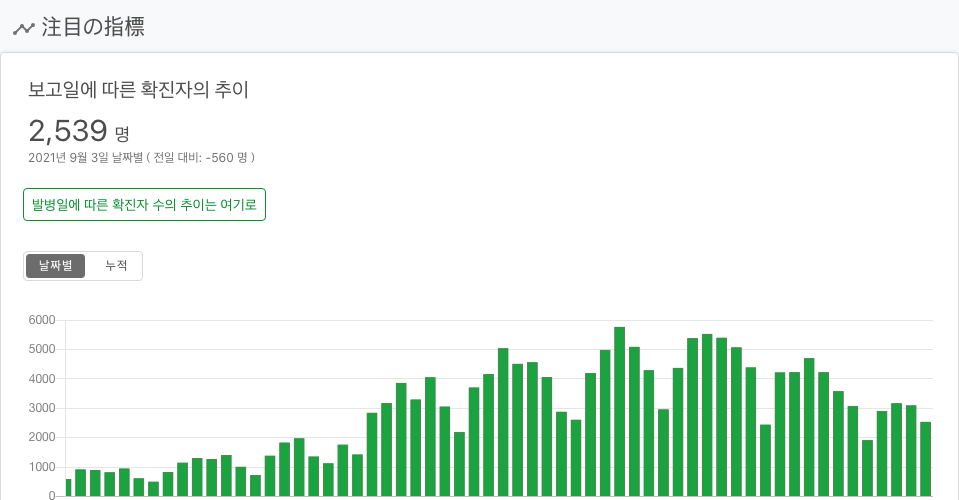 注目の指標
보고일에 따른 확진자의 추이
2,539 명
2021년 9월 3일 날짜별 ( 전일 대비: -560 명 )
발병일에 따른 확진자 수의 추이는 여기로
날짜별 누적
6000
5000
4000
3000
2000
1000
0